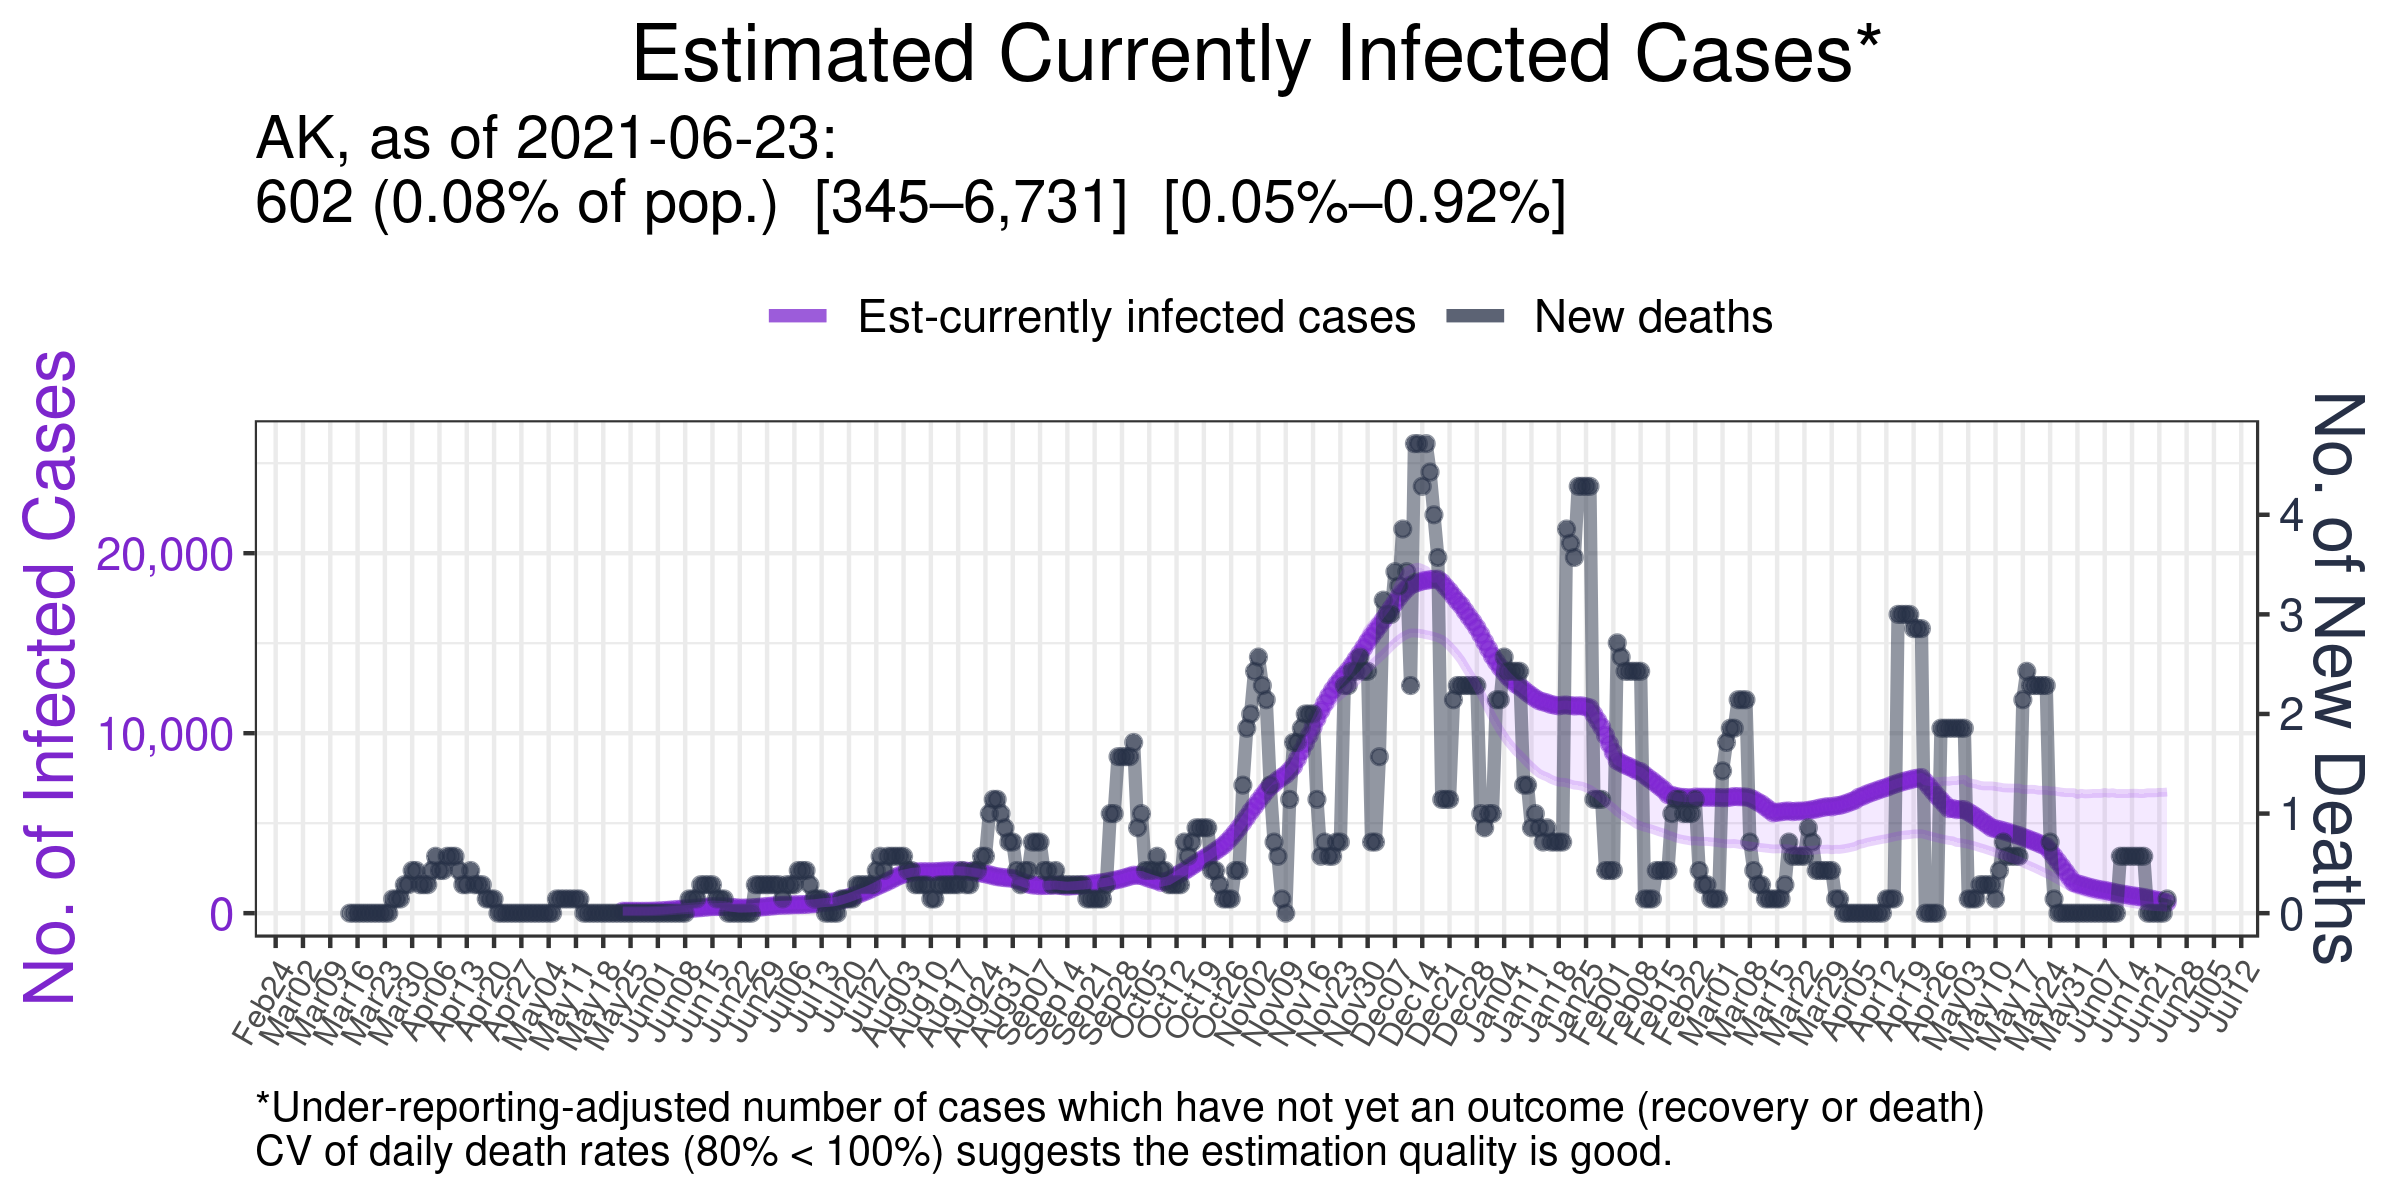 Estimated Currently Infected Cases*
AK, as of 2021-06-23:
602 (0.08% of pop.)  [345–6,731]  [0.05%–0.92%]
Est-currently infected cases
New deaths
No. of Infected Cases
20,000
10,000
0
No. of New Deaths
4
3
2
1
0
Feb24
Mar02
Mar09
Mar16
Mar23
Mar30
Apr06
Apr13
Apr20
Apr27
May04
May11
May18
May25
Jun01
Jun08
Jun15
Jun22
Jun29
Jul06
Jul13
Jul20
Jul27
Aug03
Aug10
Aug17
Aug24
Aug31
Sep07
Sep14
Sep21
Sep28
Oct05
Oct12
Oct19
Oct26
Nov02
Nov09
Nov16
Nov23
Nov30
Dec07
Dec14
Dec21
Dec28
Jan04
Jan11
Jan18
Jan25
Feb01
Feb08
Feb15
Feb22
Mar01
Mar08
Mar15
Mar22
Mar29
Apr05
Apr12
Apr19
Apr26
May03
May10
May17
May24
May31
Jun07
Jun14
Jun21
Jun28
Jul05
Jul12
*Under-reporting-adjusted number of cases which have not yet an outcome (recovery or death)
CV of daily death rates (80% < 100%) suggests the estimation quality is good.